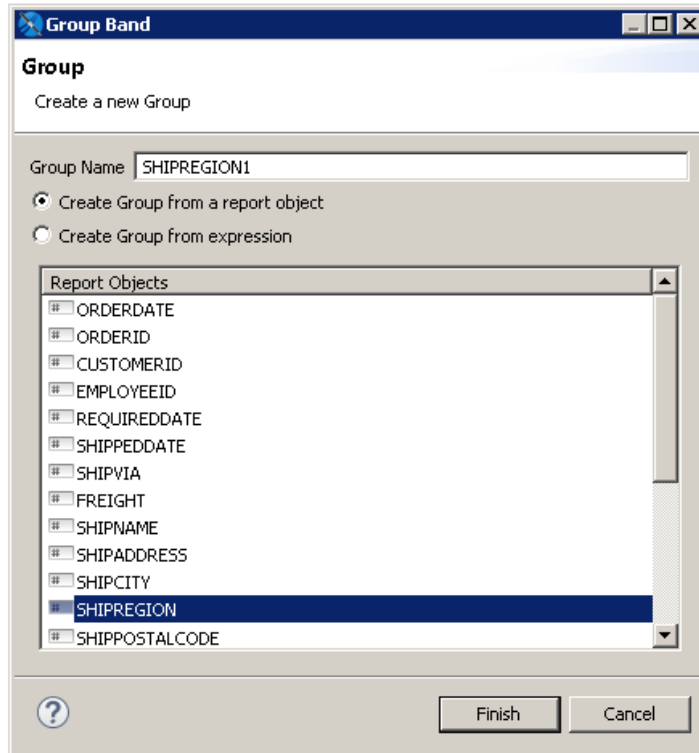 Group Band
Group
Create a new Group
Group Name SHIPREGION1
Create Group from a report object
Create Group from expression
Report Objects
# ORDERDATE
# ORDERID
# CUSTOMERID
# EMPLOYEEID
# REQUIREDDATE
# SHIPPEDDATE
# SHIPVIA
# FREIGHT
# SHIPNAME
# SHIPADDRESS
# SHIPCITY
# SHIPREGION
# SHIPPOSTALCODE
? Finish Cancel